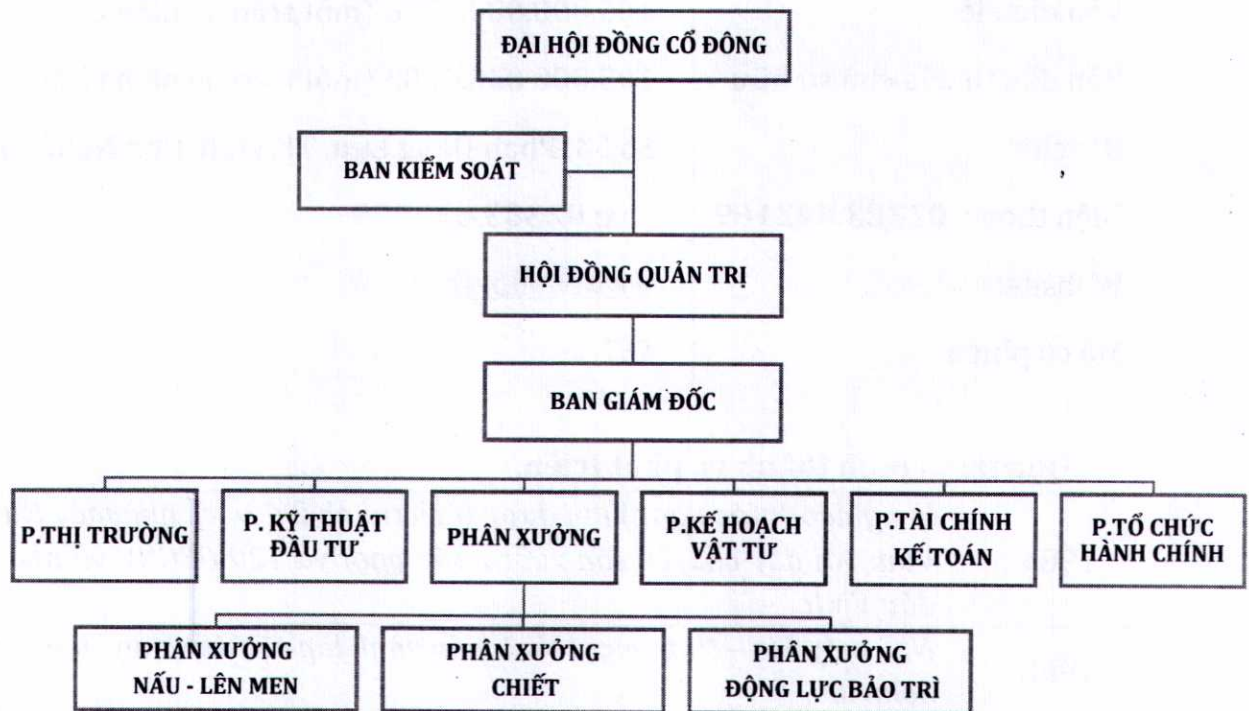 ĐẠI HỘI ĐỒNG CỔ ĐÔNG
BAN KIỂM SOÁT
HỘI ĐỒNG QUẢN TRỊ
BAN GIÁM ĐỐC
P.THỊ TRƯỜNG
P. KỸ THUẬT
ĐẦU TƯ
PHÂN XƯỞNG
P.KẾ HOẠCH
VẬT TƯ
P.TÀI CHÍNH
KẾ TOÁN
P.TỔ CHỨC
HÀNH CHÍNH
PHÂN XƯỞNG
NẤU - LÊN MEN
PHÂN XƯỞNG
CHIẾT
PHÂN XƯỞNG
ĐỘNG LỰC BẢO TRÌ